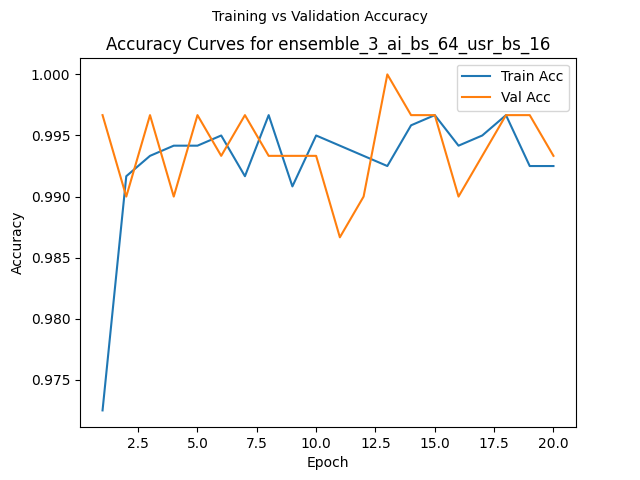 Training vs Validation Accuracy
Accuracy Curves for ensemble_3_ai_bs_64_usr_bs_16
Train Acc
Val Acc
1.000
0.995
0.990
0.985
0.980
0.975
Accuracy
2.5 5.0 7.5 10.0 12.5 15.0 17.5 20.0
Epoch